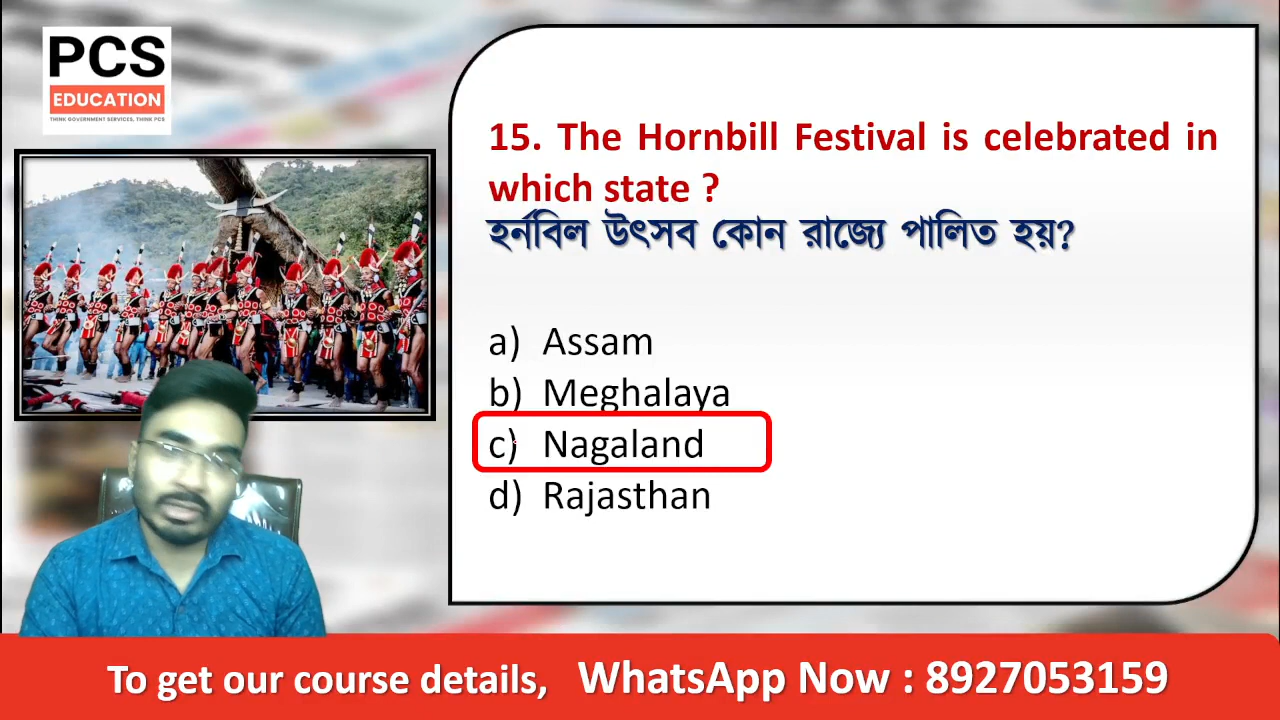 PCS
EDUCATION
THINK GOVERNMENT SERVICES, THINK PCS
15. The Hornbill Festival is celebrated in
which state ?
হর্নবিল উৎসব কোন রাজ্যে পালিত হয়?
a) Assam
b) Meghalaya
c) Nagaland
d) Rajasthan
To get our course details, WhatsApp Now : 8927053159